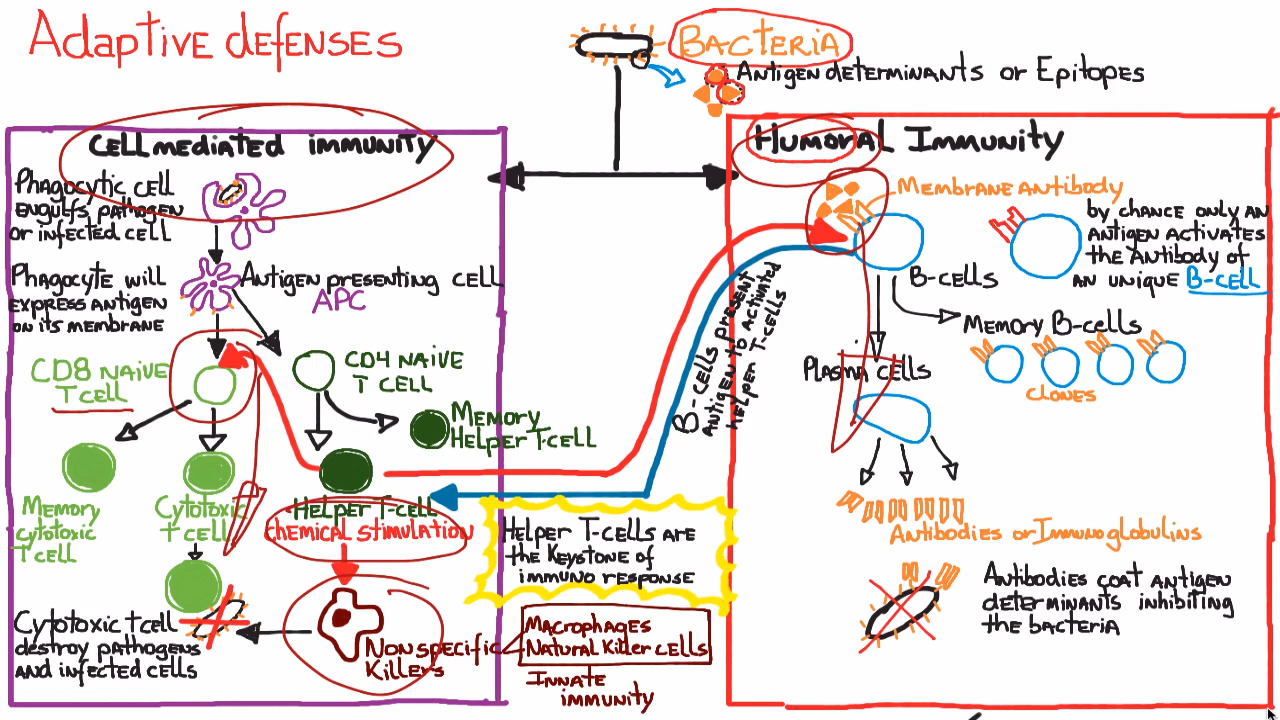 Adaptive defenses
BACTERIA
Antigen determinants or Epitopes
Cell mediated immunity
Phagocytic cell
engulfs pathogen
or infected cell
Phagocyte will
express antigen
on its membrane
Antigen presenting cell
APC
CD8 naive
T cell
CD4 naive
T cell
Memory
Helper T-cell
Memory
cytotoxic
T cell
Cytotoxic
T cell
Helper T-cell
Chemical stimulation
Cytotoxic T cell
destroy pathogens
and infected cells
Nonspecific
Killers
Macrophages
Natural Killer cells
Innate
immunity
Helper T-cells are
the Keystone of
immuno response
B-cells present
antigen to activated
helper T-cells
Humoral Immunity
Membrane antibody
B-cells
by chance only an
antigen activates
the antibody of
an unique B-cell
Memory B-cells
clones
Plasma cells
Antibodies or Immunoglobulins
Antibodies coat antigen
determinants inhibiting
the bacteria